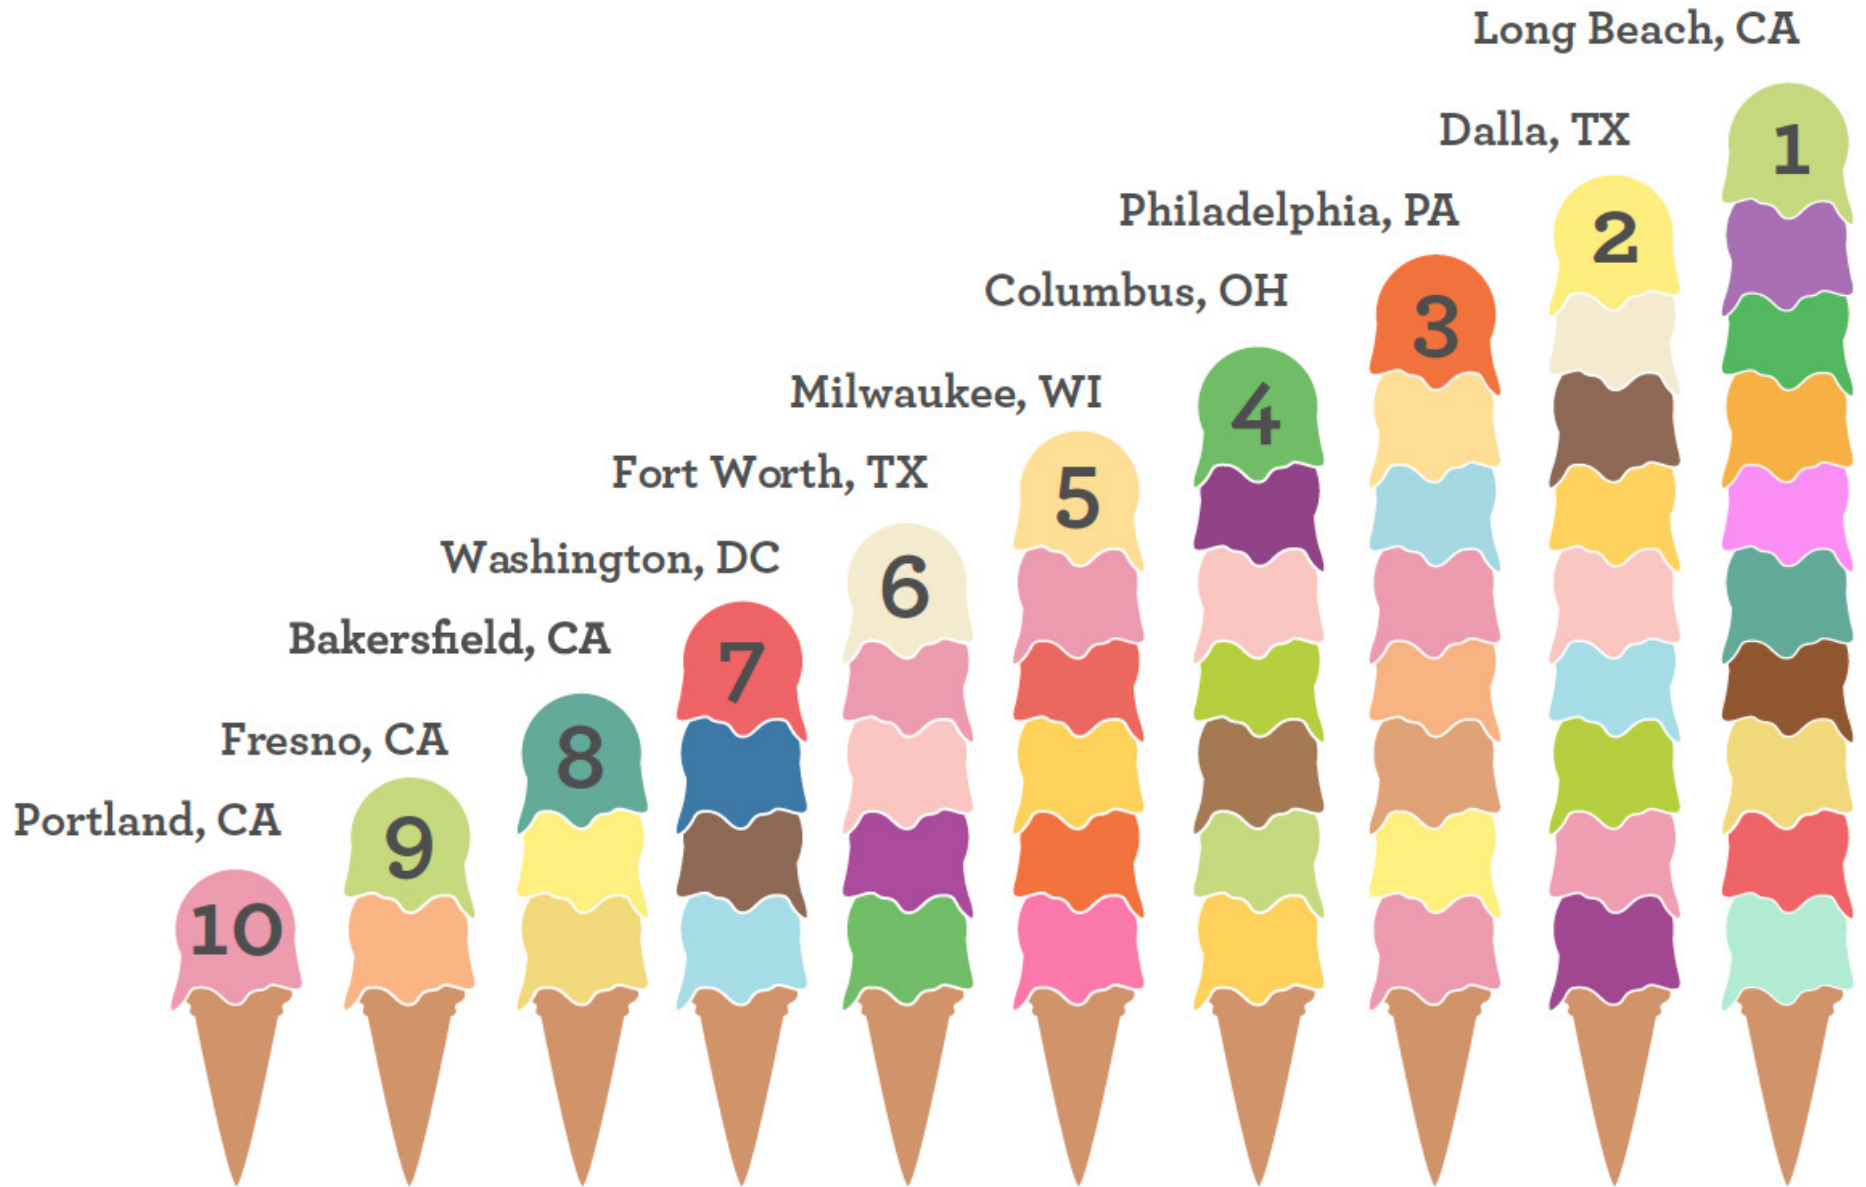 Long Beach, CA
1
Dalla, TX
2
Philadelphia, PA
3
Columbus, OH
4
Milwaukee, WI
5
Fort Worth, TX
6
Washington, DC
7
Bakersfield, CA
8
Fresno, CA
9
Portland, CA
10